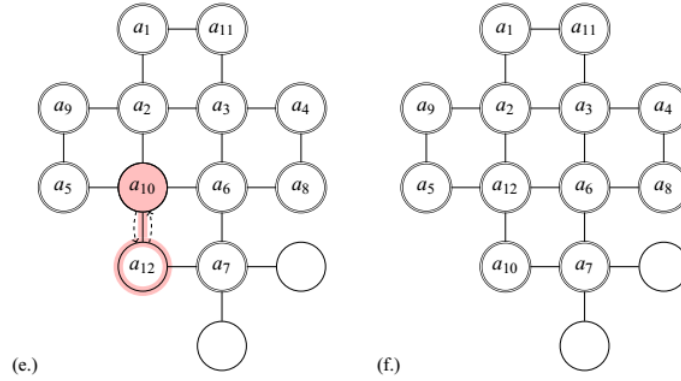 a1 a11 a1 a11
a9 a2 a3 a4 a9 a2 a3 a4
a5 a10 a6 a8 a5 a12 a6 a8
a12 a7 a10 a7
(e.) (f.)